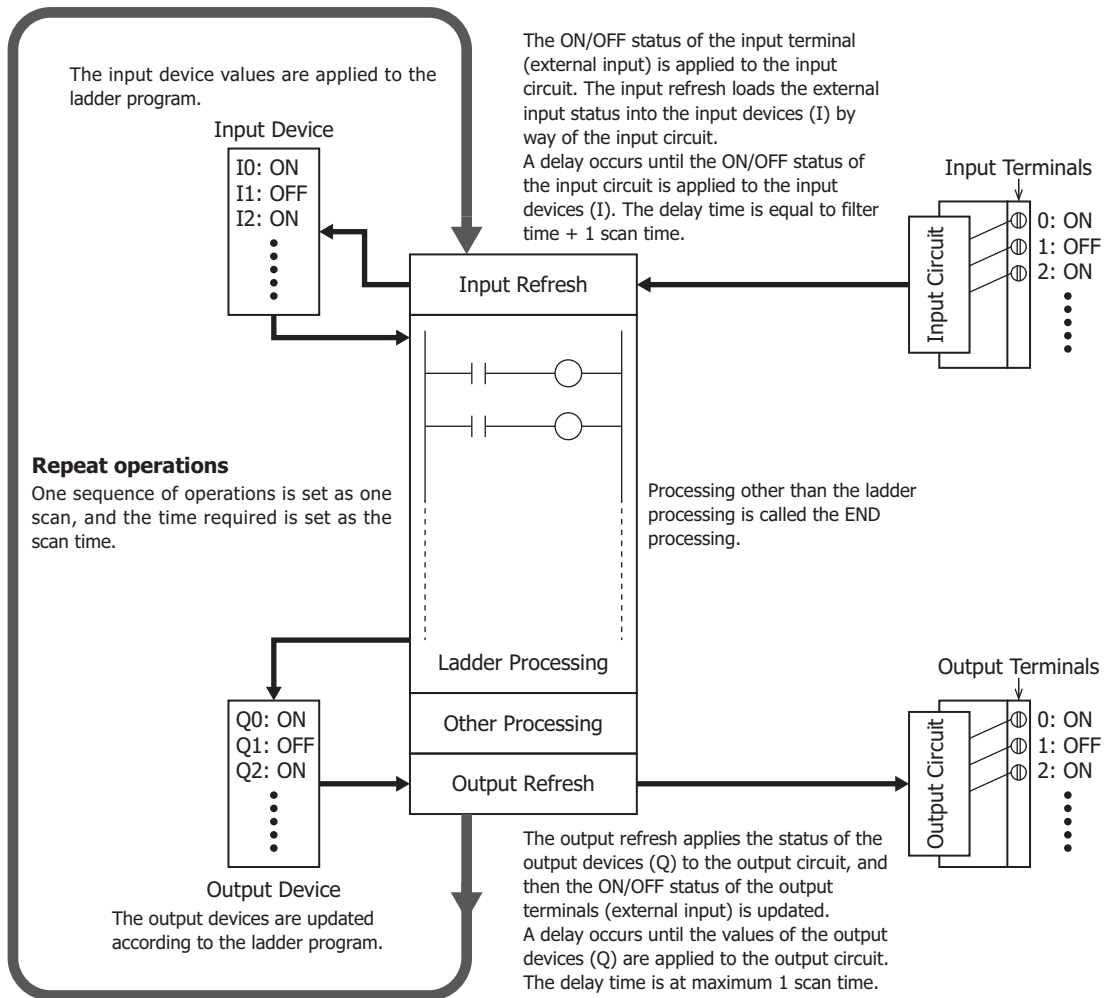 The input device values are applied to the
ladder program.
Input Device
I0: ON
I1: OFF
I2: ON
The ON/OFF status of the input terminal
(external input) is applied to the input
circuit. The input refresh loads the external
input status into the input devices (I) by
way of the input circuit.
A delay occurs until the ON/OFF status of
the input circuit is applied to the input
devices (I). The delay time is equal to filter
time + 1 scan time.
Input Terminals
Input Circuit
0: ON
1: OFF
2: ON
Input Refresh
Repeat operations
One sequence of operations is set as one
scan, and the time required is set as the
scan time.
Processing other than the ladder
processing is called the END
processing.
Ladder Processing
Other Processing
Output Refresh
Q0: ON
Q1: OFF
Q2: ON
Output Device
The output devices are updated
according to the ladder program.
Output Terminals
Output Circuit
0: ON
1: OFF
2: ON
The output refresh applies the status of the
output devices (Q) to the output circuit, and
then the ON/OFF status of the output
terminals (external input) is updated.
A delay occurs until the values of the output
devices (Q) are applied to the output circuit.
The delay time is at maximum 1 scan time.